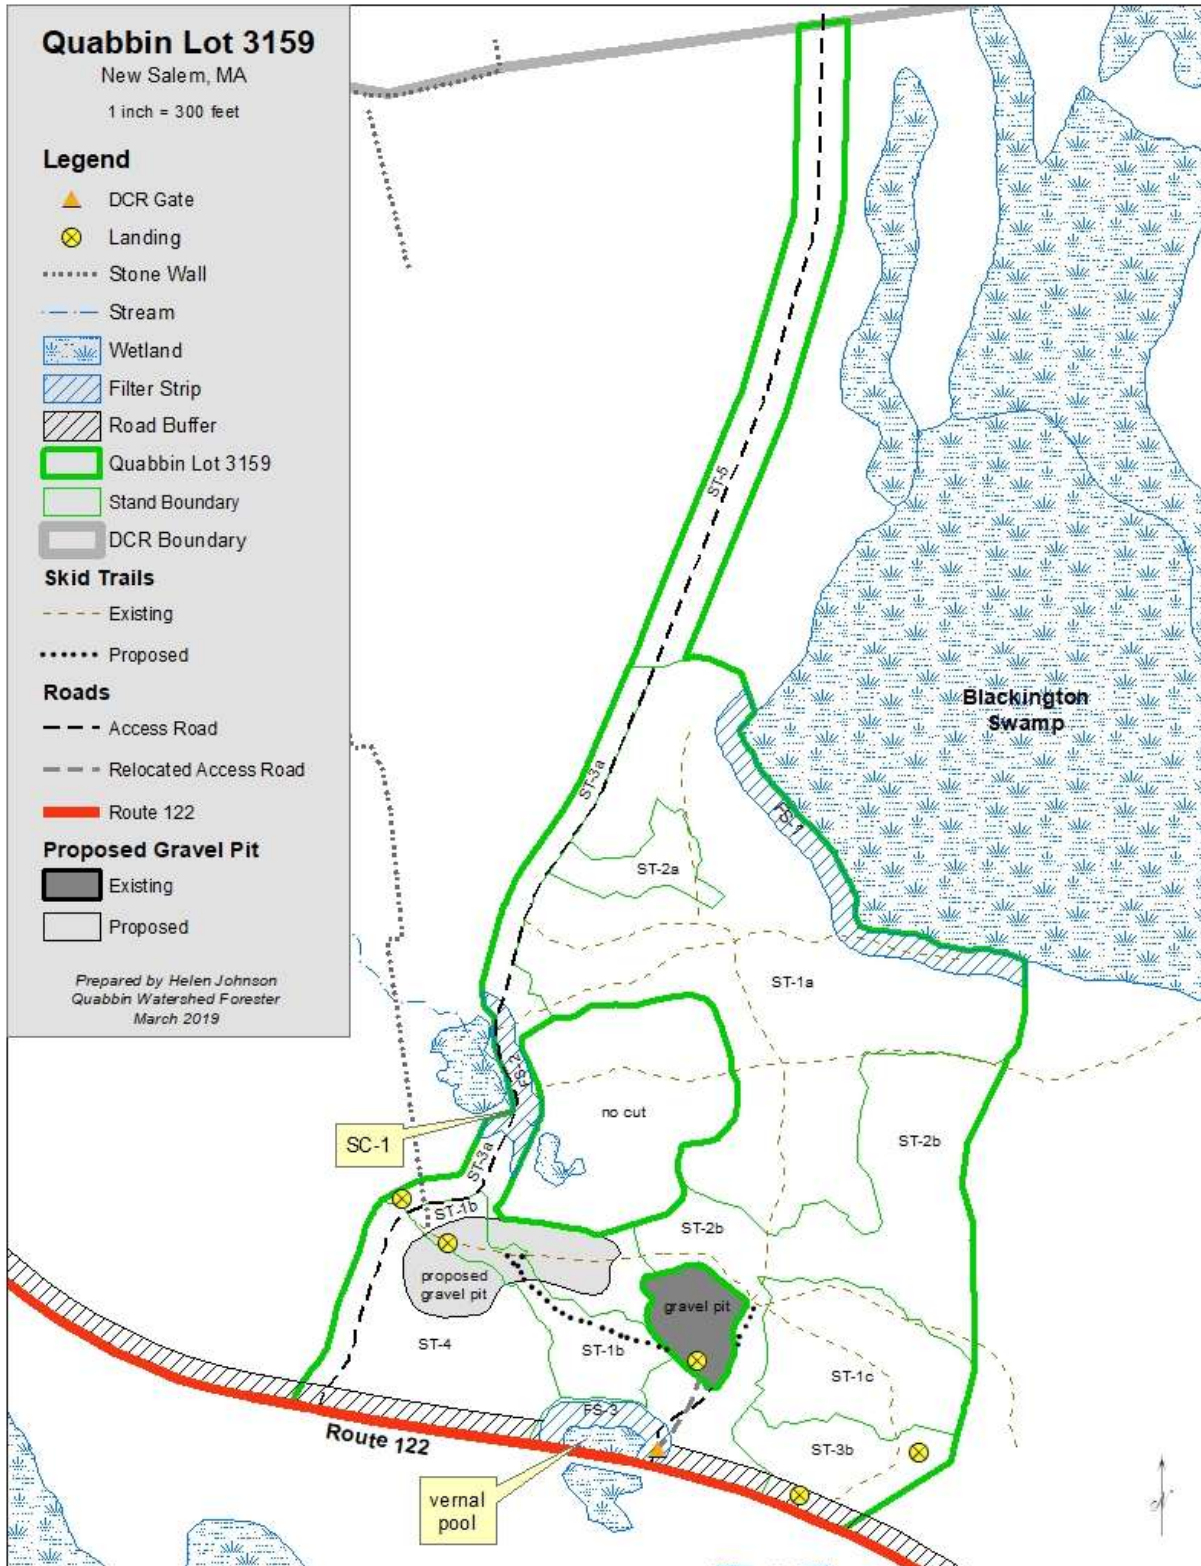 Quabbin Lot 3159
New Salem, MA
1 inch = 300 feet
Legend
DCR Gate
Landing
Stone Wall
Stream
Wetland
Filter Strip
Road Buffer
Quabbin Lot 3159
Stand Boundary
DCR Boundary
Skid Trails
Existing
Proposed
Roads
Access Road
Relocated Access Road
Route 122
Proposed Gravel Pit
Existing
Proposed
Prepared by Helen Johnson
Quabbin Watershed Forester
March 2019
ST-5
Blackington
Swamp
ST-3a
FS-1
ST-2a
ST-1a
FS-2
no cut
SC-1
ST-2b
ST-3a
ST-1b
ST-2b
proposed
gravel pit
gravel pit
ST-4
ST-1b
ST-1c
FS-3
Route 122
ST-3b
vernal
pool
N